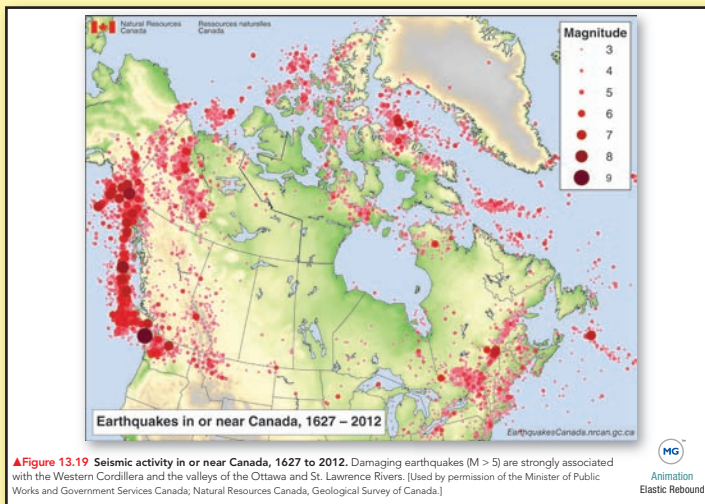 Natural Resources Canada
Ressources naturelles Canada
Magnitude
3
4
5
6
7
8
9
Earthquakes in or near Canada, 1627 – 2012
EarthquakesCanada.nrcan.gc.ca
▲Figure 13.19 Seismic activity in or near Canada, 1627 to 2012. Damaging earthquakes (M > 5) are strongly associated
with the Western Cordillera and the valleys of the Ottawa and St. Lawrence Rivers. [Used by permission of the Minister of Public
Works and Government Services Canada; Natural Resources Canada, Geological Survey of Canada.]
MG™
Animation
Elastic Rebound